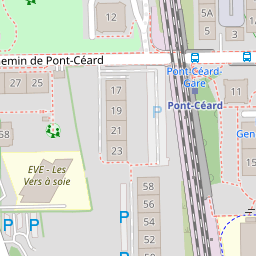 12
5A
5
3
emin de Pont-Céard
Pont-Céard-
Gare
Pont-Céard
27
25
17
19
21
23
P
11
Gen
15
58
EVE - Les
Vers à soie
58
56
54
52
P
P
P
P
P